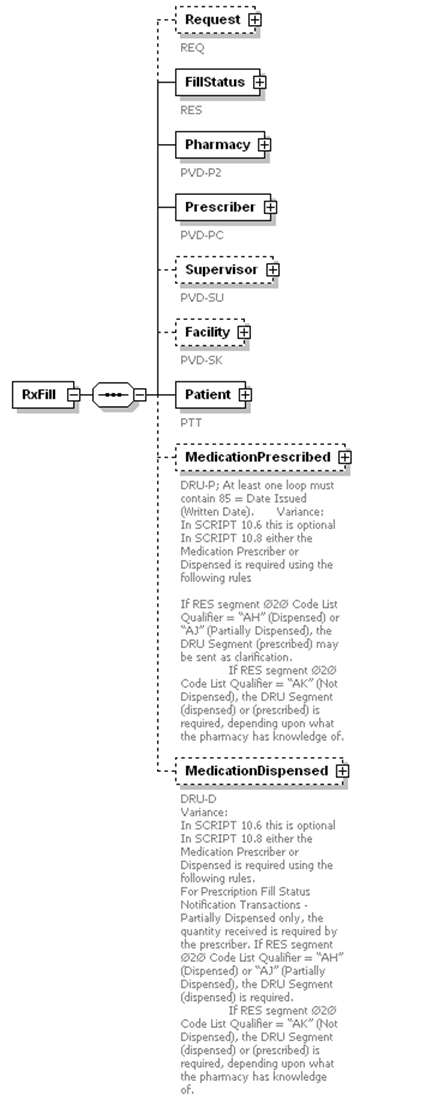 Request
REQ
FillStatus
RES
Pharmacy
PVD-P2
Prescriber
PVD-PC
Supervisor
PVD-SU
Facility
PVD-SK
RxFill
Patient
PTT
MedicationPrescribed
DRU-P; At least one loop must
contain 85 = Date Issued
(Written Date). Variance:
In SCRIPT 10.6 this is optional
In SCRIPT 10.8 either the
Medication Prescriber or
Dispensed is required using the
following rules
If RES segment Ø2Ø Code List
Qualifier = “AH” (Dispensed) or
“AJ” (Partially Dispensed), the
DRU Segment (prescribed) may
be sent as clarification.
If RES segment Ø2Ø
Code List Qualifier = “AK” (Not
Dispensed), the DRU Segment
(dispensed) or (prescribed) is
required, depending upon what
the pharmacy has knowledge of.
MedicationDispensed
DRU-D
Variance:
In SCRIPT 10.6 this is optional
In SCRIPT 10.8 either the
Medication Prescriber or
Dispensed is required using the
following rules.
For Prescription Fill Status
Notification Transactions -
Partially Dispensed only, the
quantity received is required by
the prescriber. If RES segment
Ø2Ø Code List Qualifier = “AH”
(Dispensed) or “AJ” (Partially
Dispensed), the DRU Segment
(dispensed) is required.
If RES segment Ø2Ø
Code List Qualifier = “AK” (Not
Dispensed), the DRU Segment
(dispensed) or (prescribed) is
required, depending upon what
the pharmacy has knowledge
of.